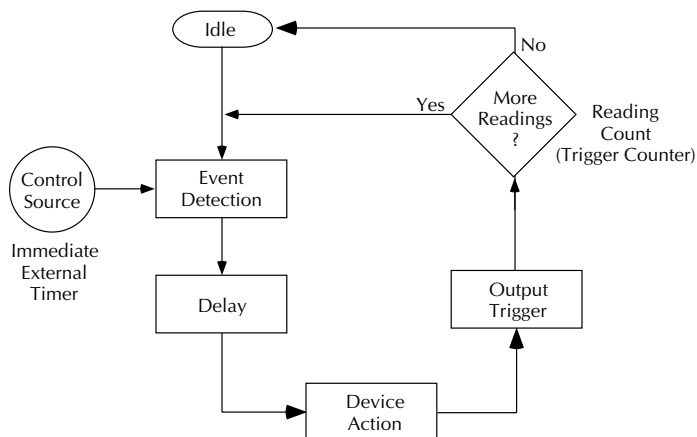 Idle
No
More
Readings
?
Yes
Reading
Count
(Trigger Counter)
Control
Source
Event
Detection
Immediate
External
Timer
Delay
Output
Trigger
Device
Action